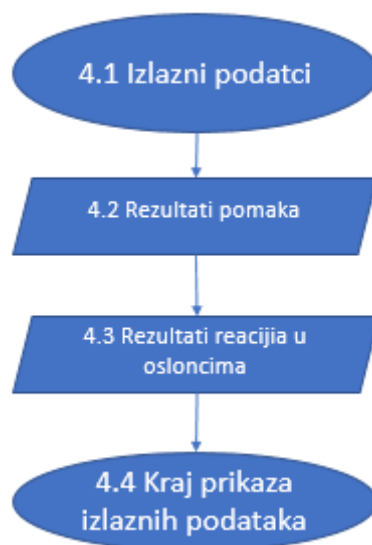 4.1 Izlazni podatci
4.2 Rezultati pomaka
4.3 Rezultati reacijia u
osloncima
4.4 Kraj prikaza
izlaznih podataka